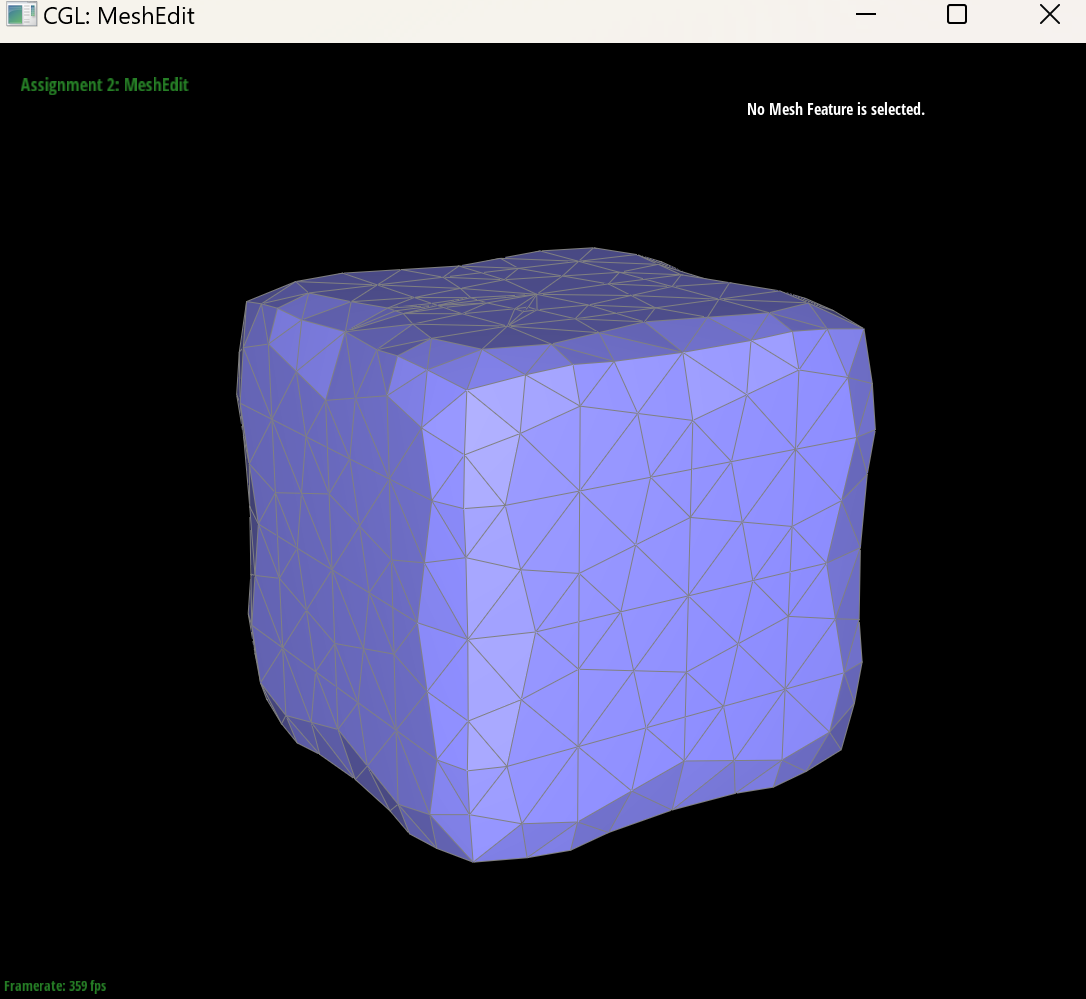 CGL: MeshEdit
Assignment 2: MeshEdit
No Mesh Feature is selected.
Framerate: 359 fps